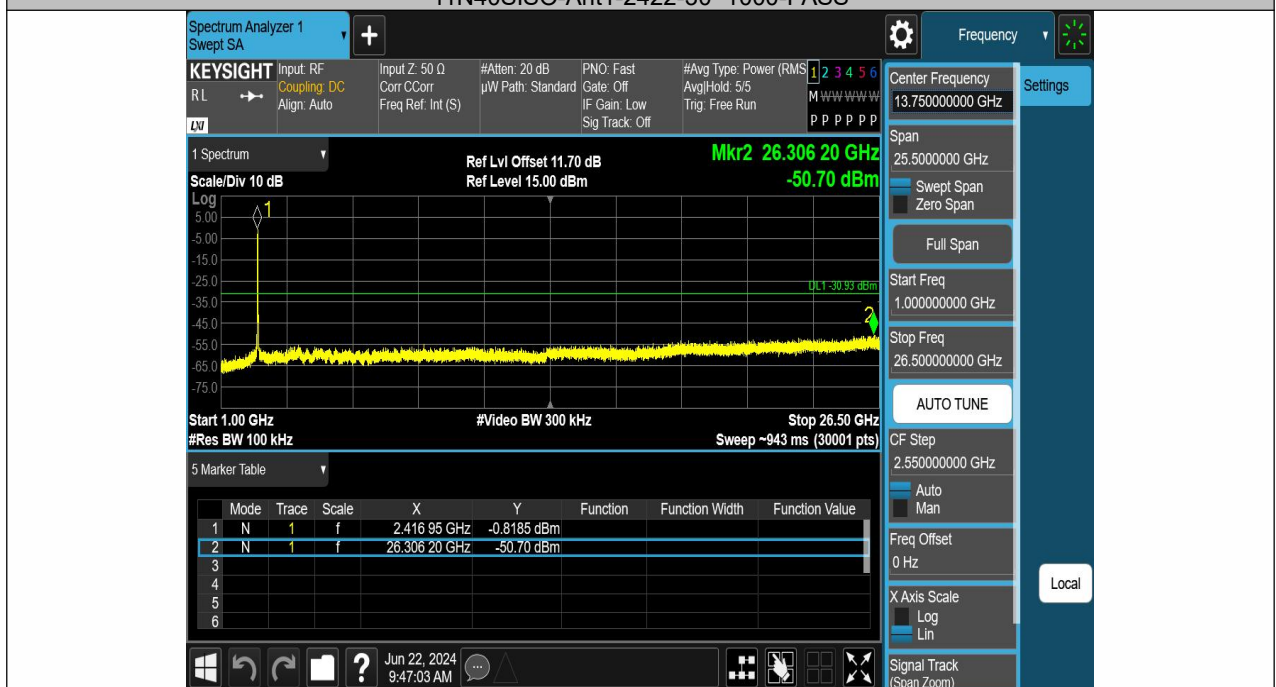 Spectrum Analyzer 1
Swept SA
+
Frequency
KEYSIGHT
RL
LXI
Input: RF
Coupling: DC
Align: Auto
Input Z: 50 Ω
Corr CCorr
Freq Ref: Int (S)
#Atten: 20 dB
µW Path: Standard
PNO: Fast
Gate: Off
IF Gain: Low
Sig Track: Off
#Avg Type: Power (RMS
Avg|Hold: 5/5
Trig: Free Run
1 2 3 4 5 6
M W W W W W
P P P P P P
1 Spectrum
Scale/Div 10 dB
Ref Lvl Offset 11.70 dB
Ref Level 15.00 dBm
Mkr2 26.306 20 GHz
-50.70 dBm
Log
5.00
-5.00
-15.0
-25.0
-35.0
-45.0
-55.0
-65.0
-75.0
1
DL1 -30.93 dBm
2
Start 1.00 GHz
#Video BW 300 kHz
Stop 26.50 GHz
#Res BW 100 kHz
Sweep ~943 ms (30001 pts)
5 Marker Table
Mode Trace Scale X Y Function Function Width Function Value
1 N 1 f 2.416 95 GHz -0.8185 dBm
2 N 1 f 26.306 20 GHz -50.70 dBm
3
4
5
6
?
Jun 22, 2024
9:47:03 AM
Center Frequency
13.750000000 GHz
Settings
Span
25.5000000 GHz
Swept Span
Zero Span
Full Span
Start Freq
1.000000000 GHz
Stop Freq
26.500000000 GHz
AUTO TUNE
CF Step
2.550000000 GHz
Auto
Man
Freq Offset
0 Hz
X Axis Scale
Log
Lin
Signal Track
(Span Zoom)
Local